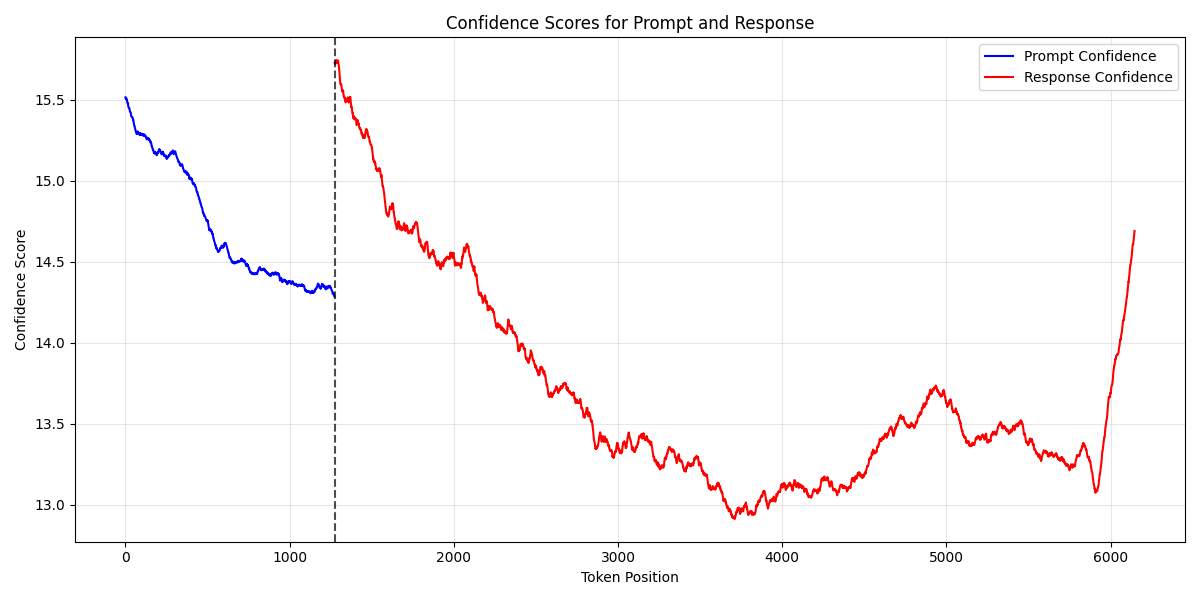 Confidence Scores for Prompt and Response
Prompt Confidence
Response Confidence
Confidence Score
15.5
15.0
14.5
14.0
13.5
13.0
0 1000 2000 3000 4000 5000 6000
Token Position